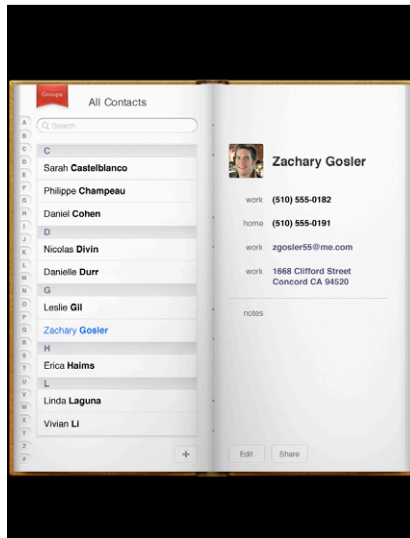 Groups
All Contacts
Search
A
B
C
D
E
F
G
H
I
J
K
L
M
N
O
P
Q
R
S
T
U
V
W
X
Y
Z
#
C
Sarah Castelblanco
Philippe Champeau
Daniel Cohen
D
Nicolas Divin
Danielle Durr
G
Leslie Gil
Zachary Gosler
H
Erica Haims
L
Linda Laguna
Vivian Li
+
Zachary Gosler
work (510) 555-0182
home (510) 555-0191
work zgosler55@me.com
work 1668 Clifford Street
Concord CA 94520
notes
Edit
Share